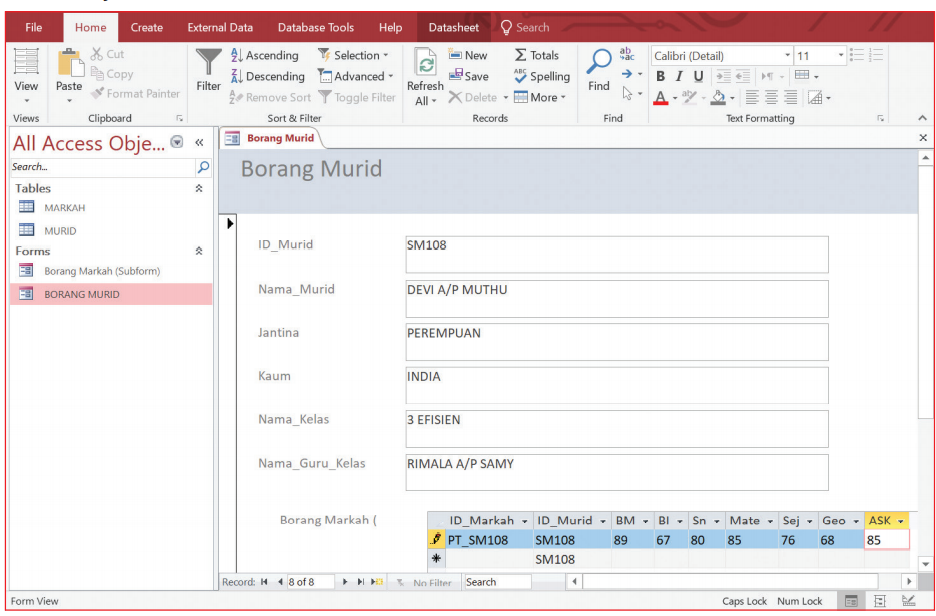 File Home Create External Data Database Tools Help Datasheet Search
View
Paste
Cut
Copy
Format Painter
Filter
Ascending
Descending
Remove Sort
Selection
Advanced
Toggle Filter
Refresh All
New
Save
Delete
Totals
Spelling
More
Find
Calibri (Detail) 11
B I U
A
Views Clipboard Sort & Filter Records Find Text Formatting
All Access Obje...
Search...
Tables
MARKAH
MURID
Forms
Borang Markah (Subform)
BORANG MURID
Borang Murid
Borang Murid
ID_Murid SM108
Nama_Murid DEVI A/P MUTHU
Jantina PEREMPUAN
Kaum INDIA
Nama_Kelas 3 EFISIEN
Nama_Guru_Kelas RIMALA A/P SAMY
Borang Markah (
ID_Markah ID_Murid BM BI Sn Mate Sej Geo ASK
PT_SM108 SM108 89 67 80 85 76 68 85
SM108
Record: 8 of 8 No Filter Search
Form View Caps Lock Num Lock